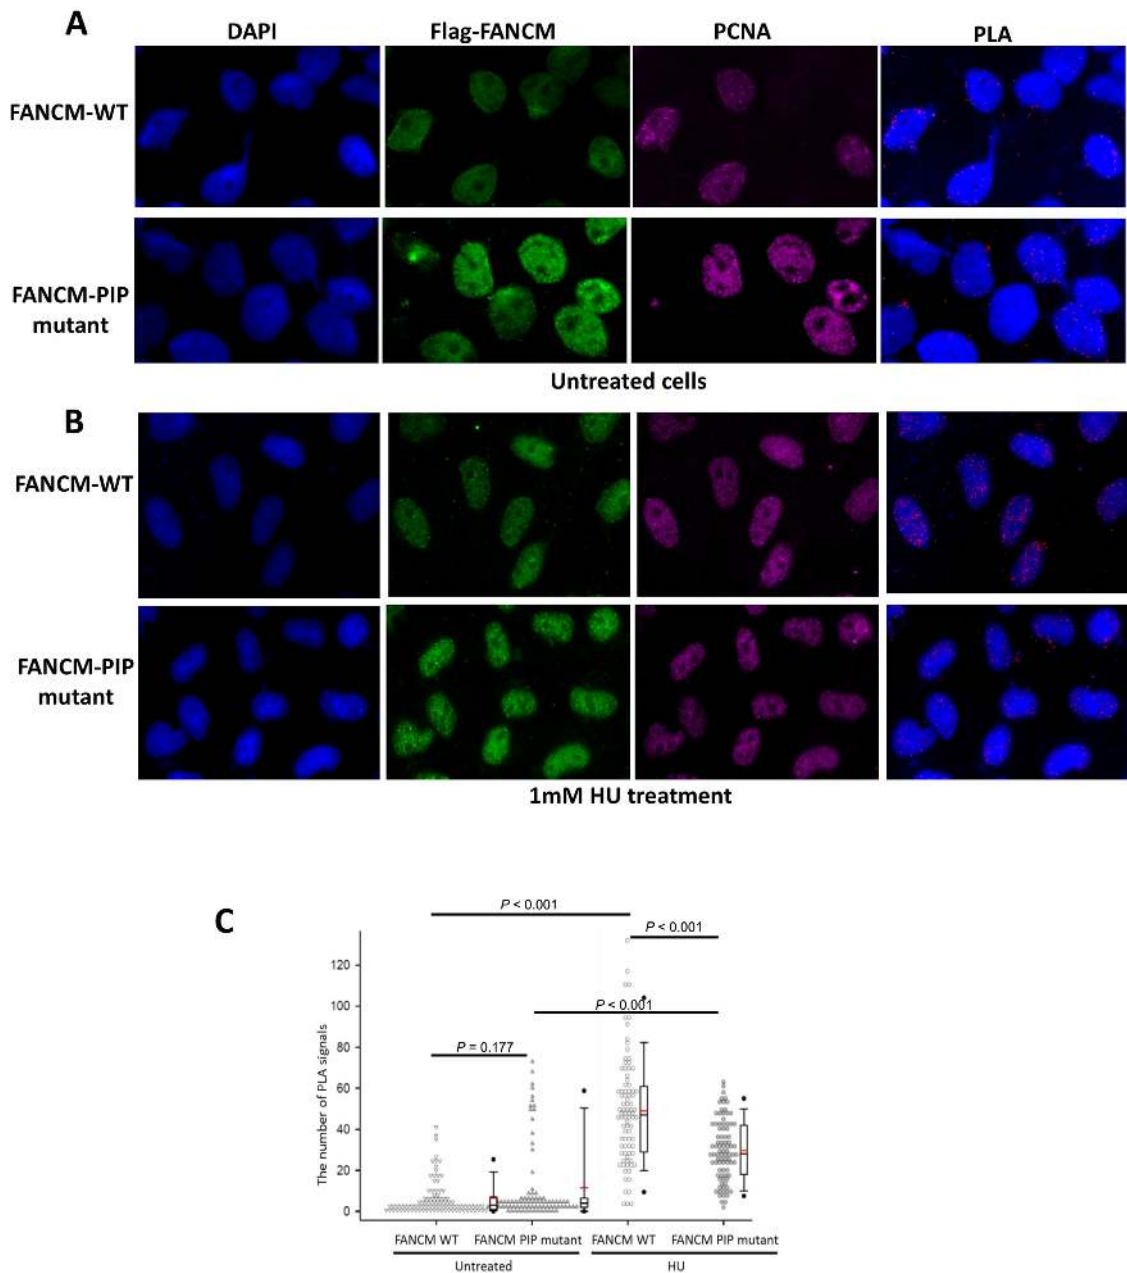 A
DAPI
Flag-FANCM
PCNA
PLA
FANCM-WT
FANCM-PIP
mutant
Untreated cells
B
FANCM-WT
FANCM-PIP
mutant
1mM HU treatment
C
P < 0.001
P < 0.001
P < 0.001
P = 0.177
The number of PLA signals
120
100
80
60
40
20
0
FANCM WT
FANCM PIP mutant
FANCM WT
FANCM PIP mutant
Untreated
HU